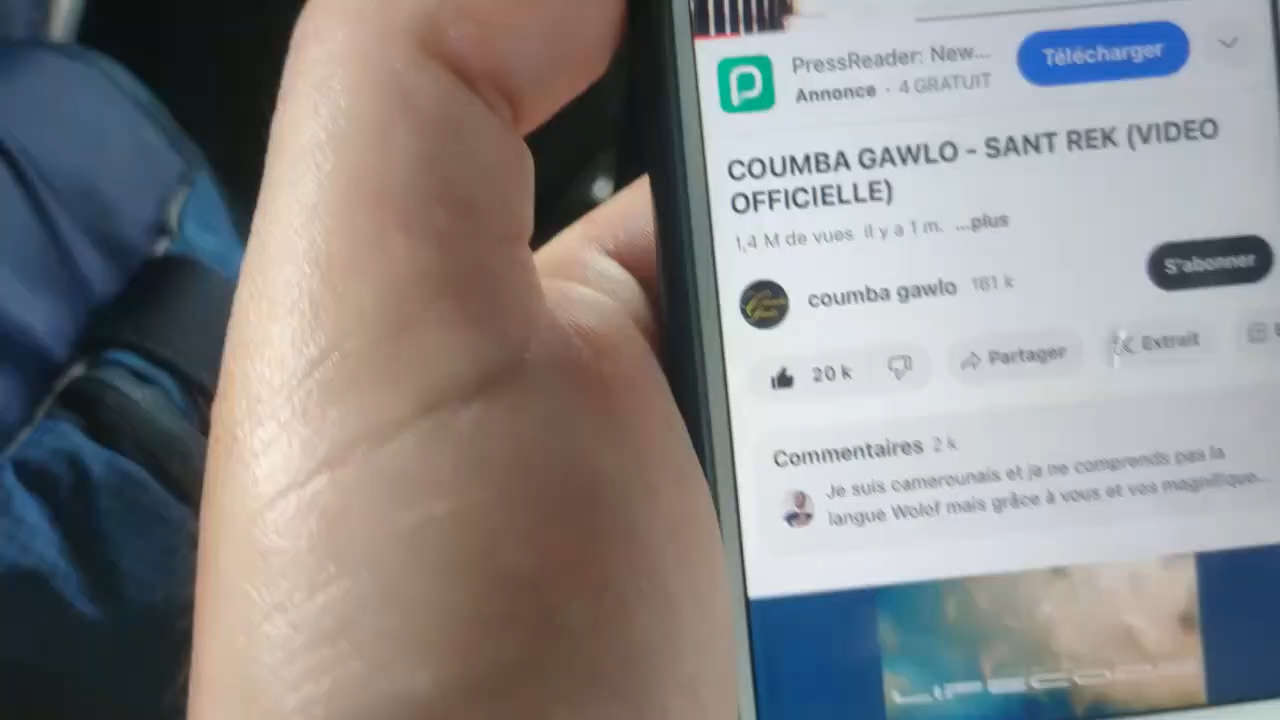 PressReader: New...
Télécharger
Annonce · 4 GRATUIT
COUMBA GAWLO - SANT REK (VIDEO
OFFICIELLE)
1,4 M de vues il y a 1 m. ...plus
coumba gawlo 181 k
S'abonner
20 k
Partager
Extrait
Commentaires 2 k
Je suis camerounais et je ne comprends pas la
langue Wolof mais grâce à vous et vos magnifique...